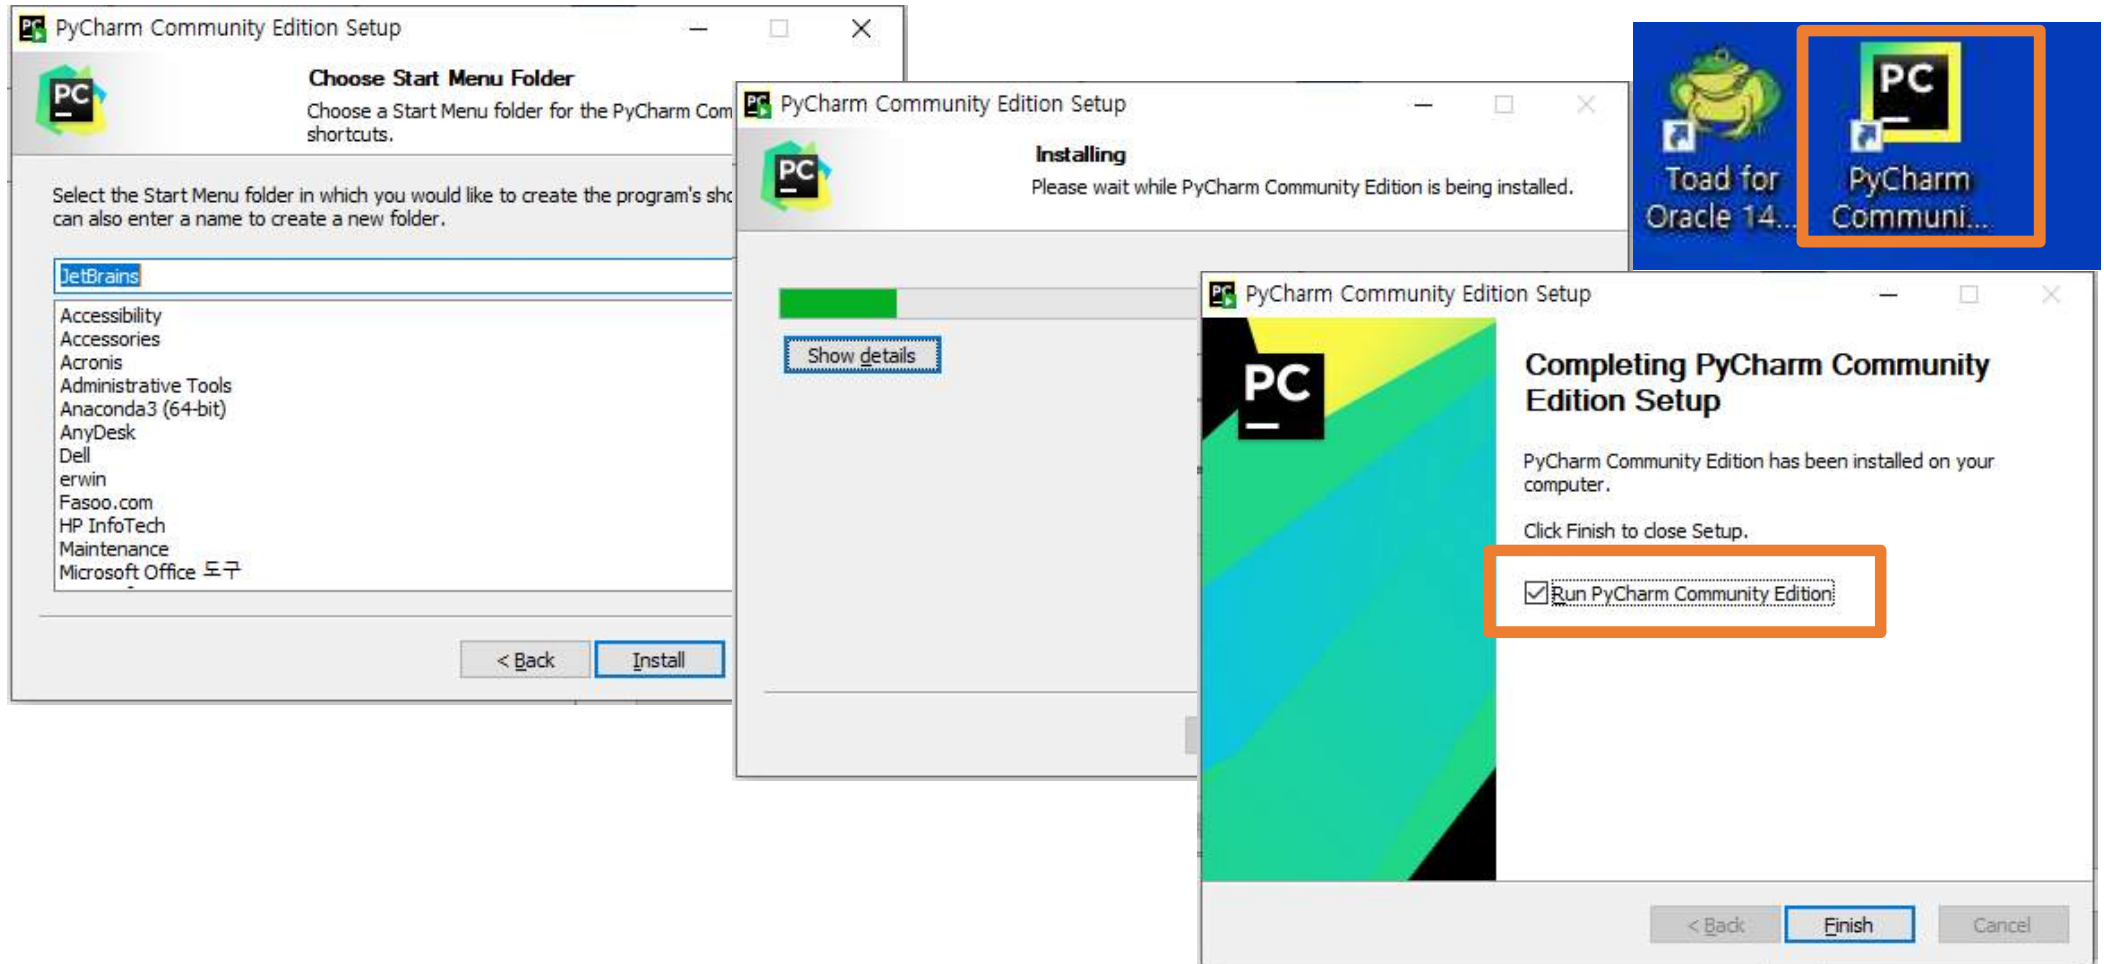 PyCharm Community Edition Setup
Choose Start Menu Folder
Choose a Start Menu folder for the PyCharm Com
shortcuts.
Select the Start Menu folder in which you would like to create the program's sho
can also enter a name to create a new folder.
JetBrains
Accessibility
Accessories
Acronis
Administrative Tools
Anaconda3 (64-bit)
AnyDesk
Dell
erwin
Fasoo.com
HP InfoTech
Maintenance
Microsoft Office 도구
< Back
Install
PC
PyCharm Community Edition Setup
Installing
Please wait while PyCharm Community Edition is being installed.
PC
Show details
Toad for
Oracle 14...
PC
PyCharm
Communi...
PyCharm Community Edition Setup
PC
Completing PyCharm Community
Edition Setup
PyCharm Community Edition has been installed on your
computer.
Click Finish to close Setup.
Run PyCharm Community Edition
< Back
Finish
Cancel